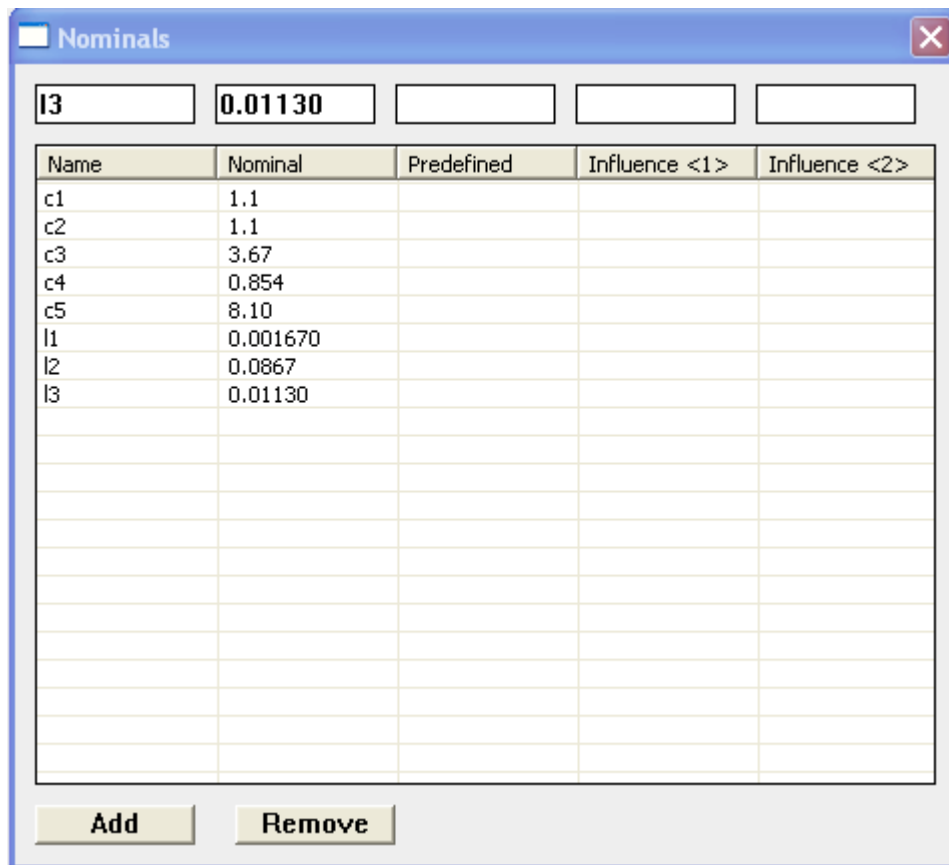 Nominals
l3 0.01130
Name Nominal Predefined Influence <1> Influence <2>
c1 1.1
c2 1.1
c3 3.67
c4 0.854
c5 8.10
l1 0.001670
l2 0.0867
l3 0.01130
Add Remove